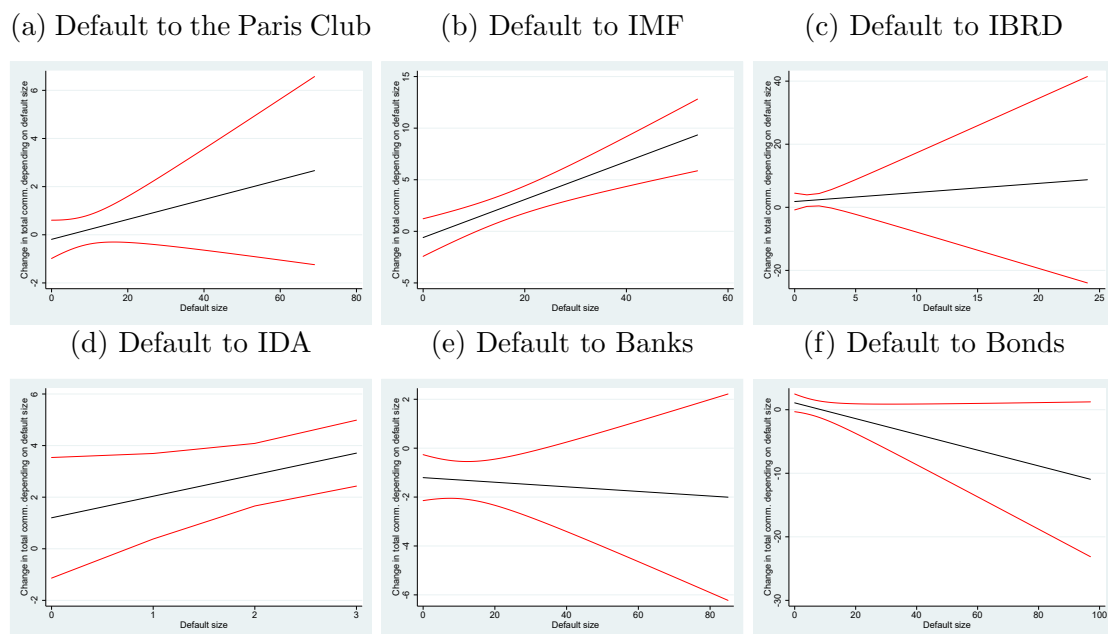 (a) Default to the Paris Club
(b) Default to IMF
(c) Default to IBRD
Change in total comm. depending on default size
-2 0 2 4 6
0 20 40 60 80
Default size
Change in total comm. depending on default size
-5 0 5 10 15
0 20 40 60
Default size
Change in total comm. depending on default size
-20 0 20 40
0 5 10 15 20 25
Default size
(d) Default to IDA
(e) Default to Banks
(f) Default to Bonds
Change in total comm. depending on default size
-2 0 2 4 6
0 1 2 3
Default size
Change in total comm. depending on default size
-6 -4 -2 0 2
0 20 40 60 80
Default size
Change in total comm. depending on default size
-30 -20 -10 0
0 20 40 60 80 100
Default size